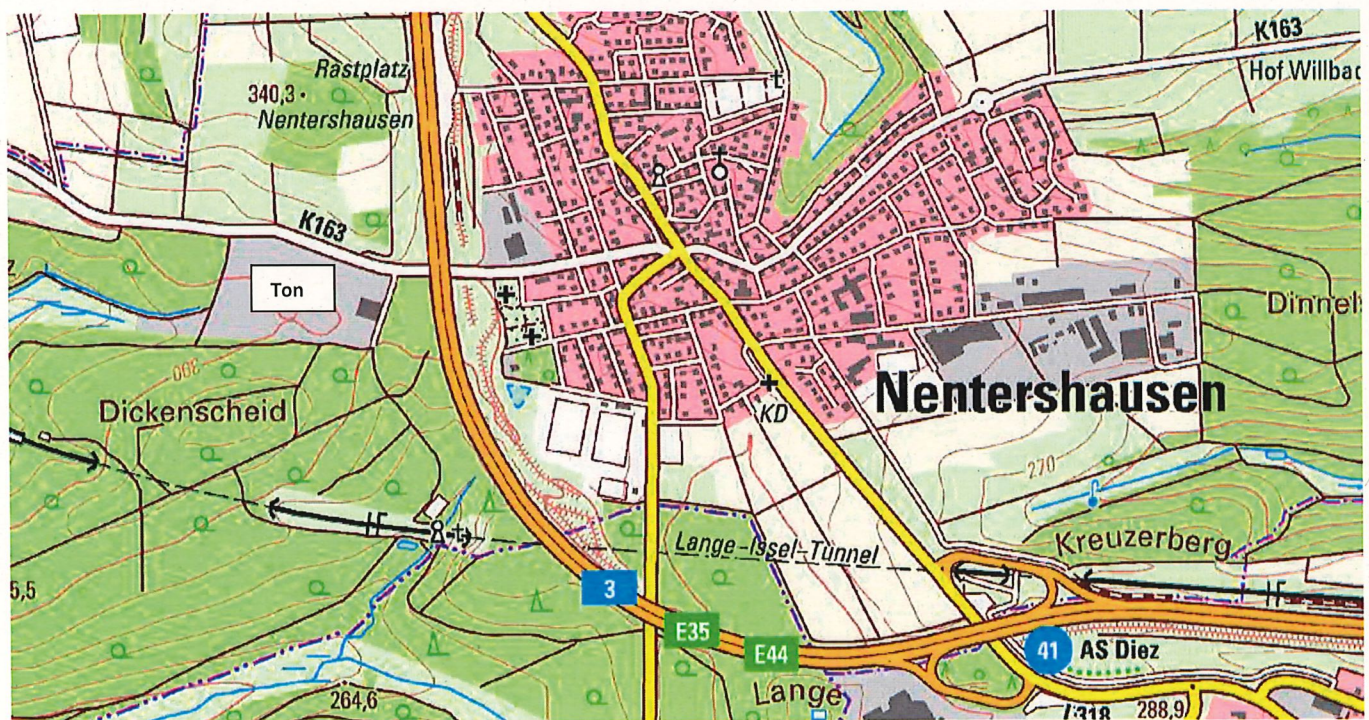 K163
Rastplatz
Hof Willbac
340,3
Nentershausen
K163
Ton
Dinnel
300
Nentershausen
Dickenscheid
KD
270
Lange-Issel-Tunnel
Kreuzerberg
5,5
3
E35
E44
41 AS Diez
Lange
264,6
L318
288,9